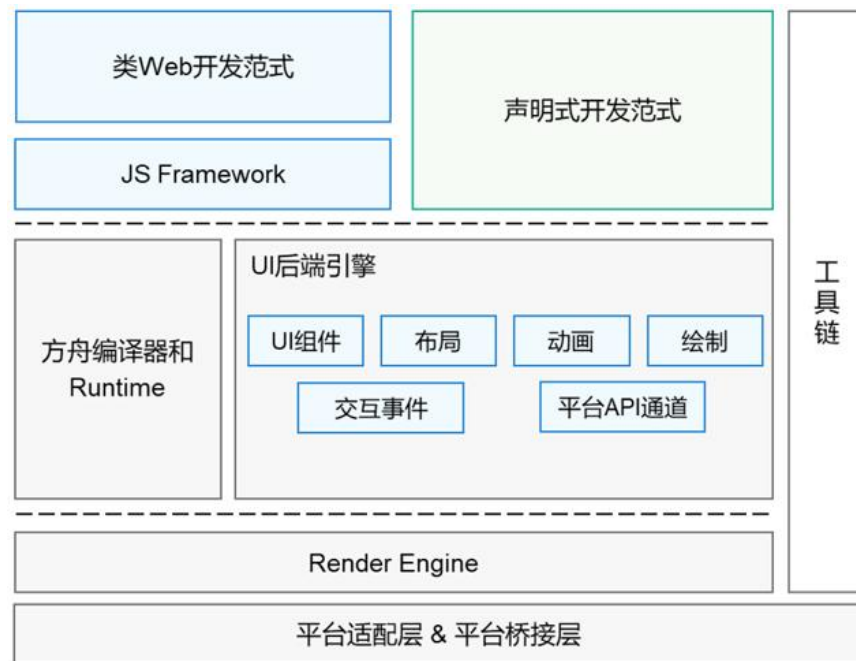 类Web开发范式
声明式开发范式
JS Framework
工具链
UI后端引擎
方舟编译器和
Runtime
UI组件
布局
动画
绘制
交互事件
平台API通道
Render Engine
平台适配层 & 平台桥接层